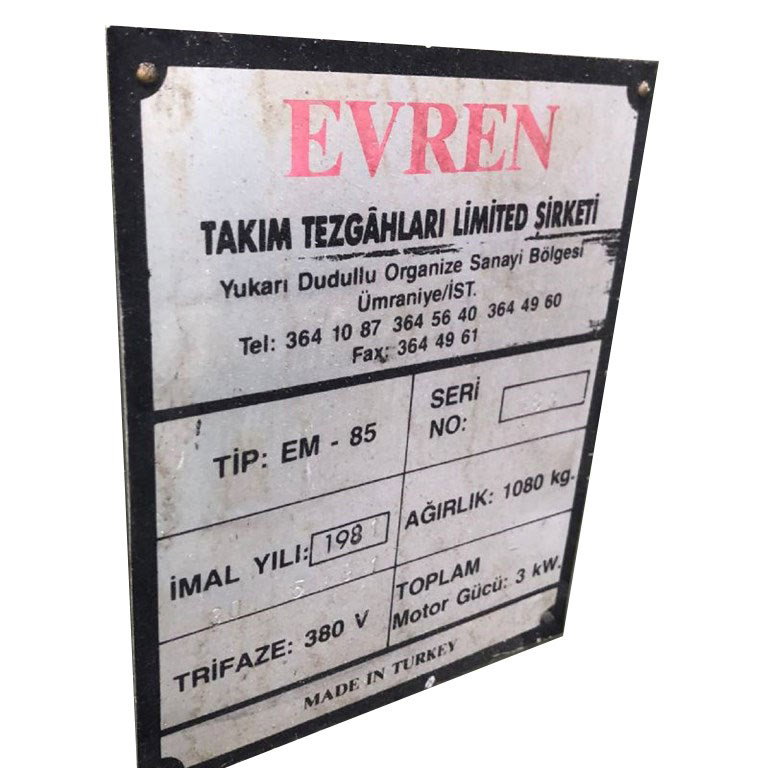 EVREN
TAKIM TEZGÂHLARI LİMİTED ŞİRKETİ
Yukarı Dudullu Organize Sanayi Bölgesi
Ümraniye/İST.
Tel: 364 10 87 364 56 40 364 49 60
Fax: 364 49 61
TİP: EM - 85
SERİ
NO:
İMAL YILI: 198
AĞIRLIK: 1080 kg.
TRİFAZE: 380 V
TOPLAM
Motor Gücü: 3 kW.
MADE IN TURKEY